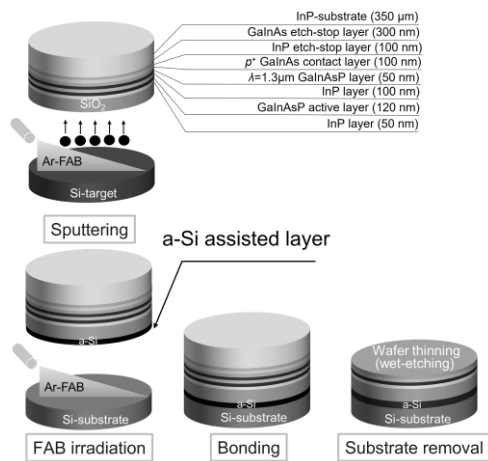 InP-substrate (350 µm)
GaInAs etch-stop layer (300 nm)
InP etch-stop layer (100 nm)
p⁺ GaInAs contact layer (100 nm)
λ=1.3µm GaInAsP layer (50 nm)
InP layer (100 nm)
GaInAsP active layer (120 nm)
InP layer (50 nm)
SiO₂
Ar-FAB
Si-target
Sputtering
a-Si assisted layer
a-Si
Ar-FAB
Si-substrate
FAB irradiation
a-Si
Si-substrate
Bonding
Wafer thinning
(wet-etching)
a-Si
Si-substrate
Substrate removal